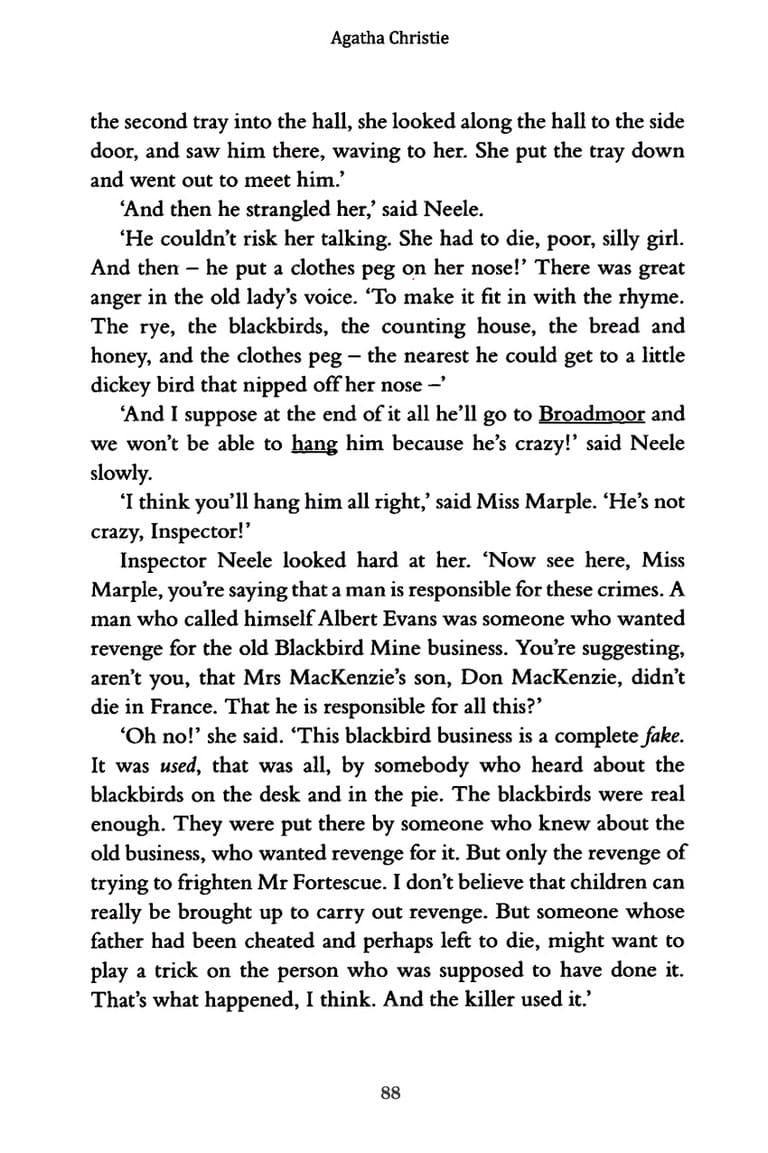 Agatha Christie
the second tray into the hall, she looked along the hall to the side
door, and saw him there, waving to her. She put the tray down
and went out to meet him.’
‘And then he strangled her,’ said Neele.
‘He couldn’t risk her talking. She had to die, poor, silly girl.
And then – he put a clothes peg on her nose!’ There was great
anger in the old lady’s voice. ‘To make it fit in with the rhyme.
The rye, the blackbirds, the counting house, the bread and
honey, and the clothes peg – the nearest he could get to a little
dickey bird that nipped off her nose –’
‘And I suppose at the end of it all he’ll go to Broadmoor and
we won’t be able to hang him because he’s crazy!’ said Neele
slowly.
‘I think you’ll hang him all right,’ said Miss Marple. ‘He’s not
crazy, Inspector!’
Inspector Neele looked hard at her. ‘Now see here, Miss
Marple, you’re saying that a man is responsible for these crimes. A
man who called himself Albert Evans was someone who wanted
revenge for the old Blackbird Mine business. You’re suggesting,
aren’t you, that Mrs MacKenzie’s son, Don MacKenzie, didn’t
die in France. That he is responsible for all this?’
‘Oh no!’ she said. ‘This blackbird business is a complete fake.
It was used, that was all, by somebody who heard about the
blackbirds on the desk and in the pie. The blackbirds were real
enough. They were put there by someone who knew about the
old business, who wanted revenge for it. But only the revenge of
trying to frighten Mr Fortescue. I don’t believe that children can
really be brought up to carry out revenge. But someone whose
father had been cheated and perhaps left to die, might want to
play a trick on the person who was supposed to have done it.
That’s what happened, I think. And the killer used it.’
88